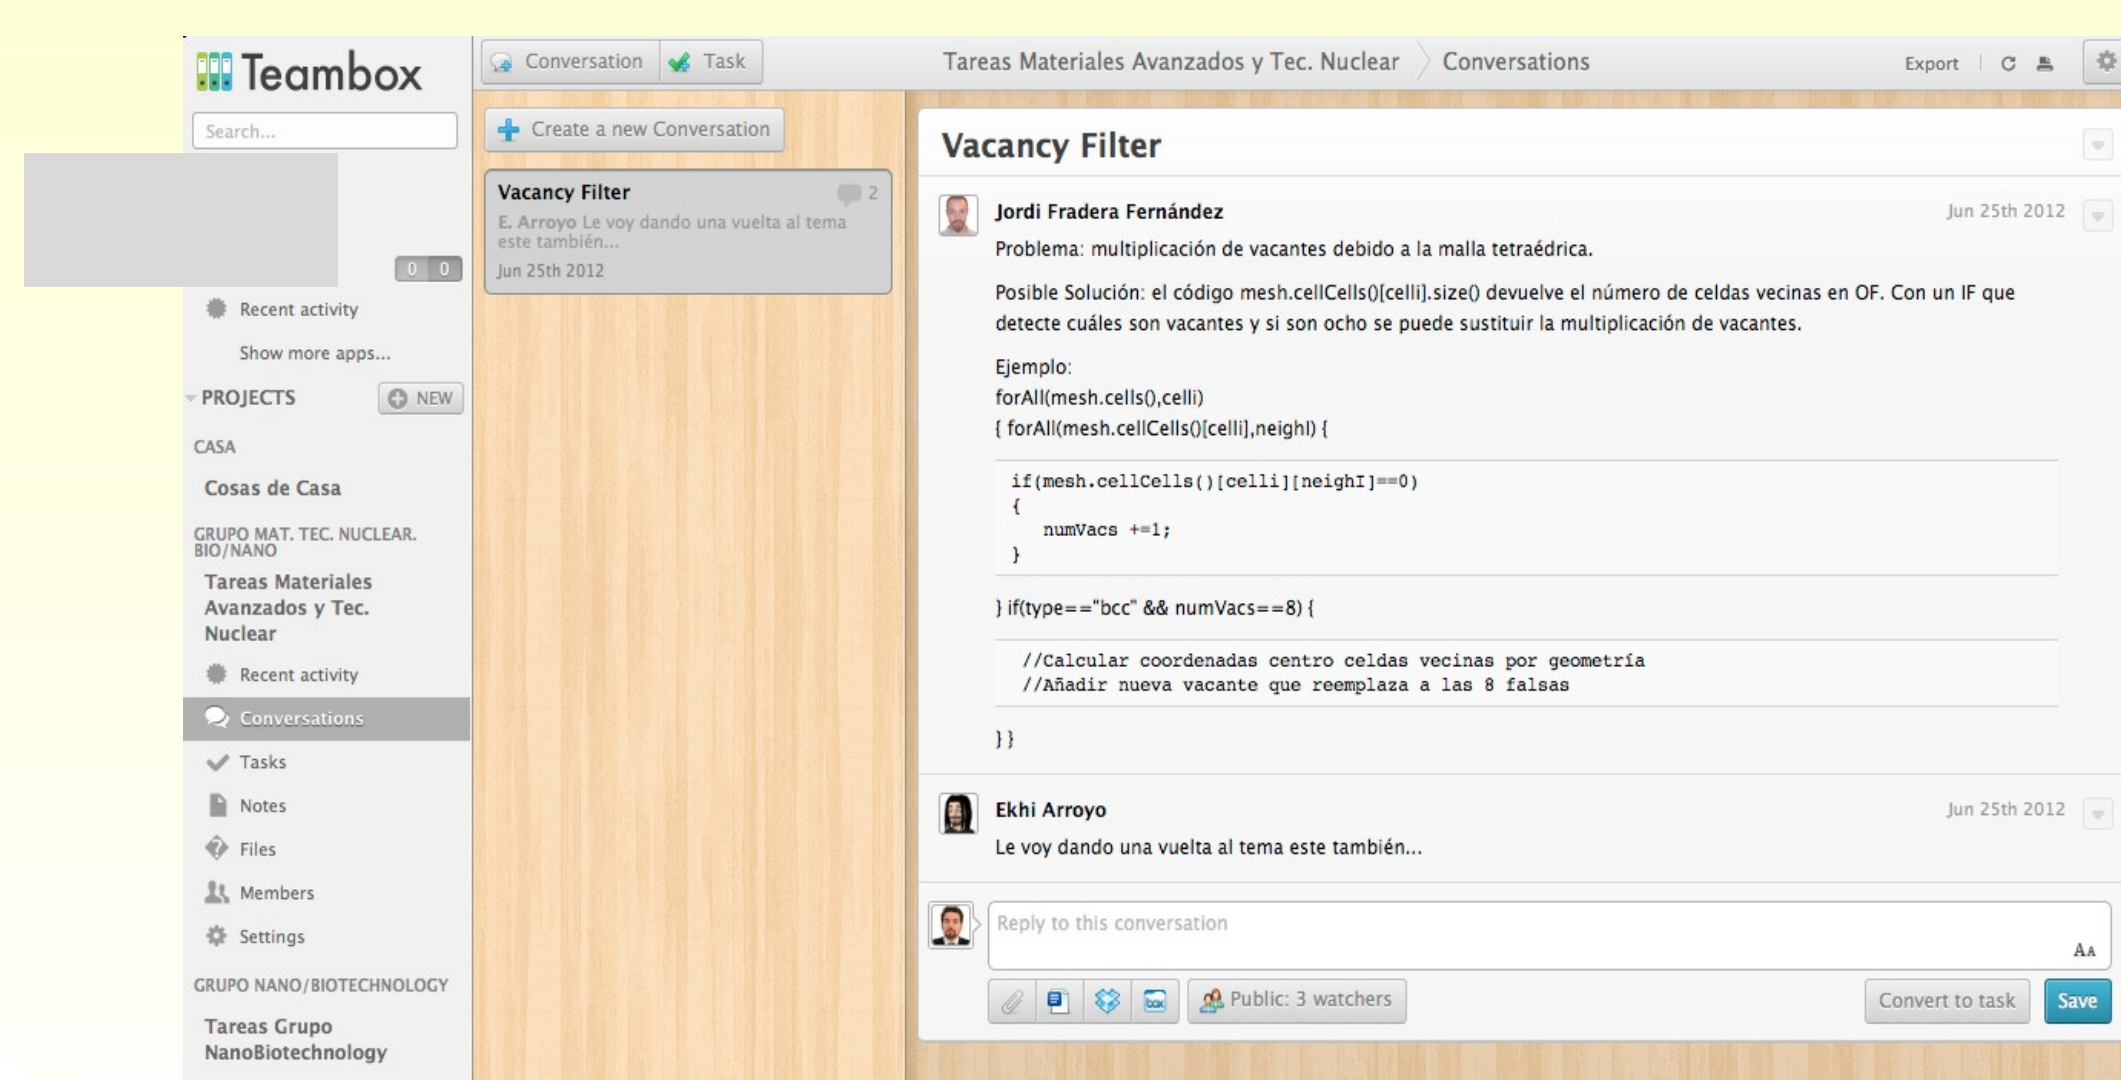 Teambox
Search...
0 0
Recent activity
Show more apps...
PROJECTS
NEW
CASA
Cosas de Casa
GRUPO MAT. TEC. NUCLEAR.
BIO/NANO
Tareas Materiales
Avanzados y Tec.
Nuclear
Recent activity
Conversations
Tasks
Notes
Files
Members
Settings
GRUPO NANO/BIOTECHNOLOGY
Tareas Grupo
NanoBiotechnology
Conversation
Task
Create a new Conversation
Vacancy Filter
2
E. Arroyo Le voy dando una vuelta al tema
este también...
Jun 25th 2012
Tareas Materiales Avanzados y Tec. Nuclear
Conversations
Export
Vacancy Filter
Jordi Fradera Fernández
Jun 25th 2012
Problema: multiplicación de vacantes debido a la malla tetraédrica.
Posible Solución: el código mesh.cellCells()[celli].size() devuelve el número de celdas vecinas en OF. Con un IF que
detecte cuáles son vacantes y si son ocho se puede sustituir la multiplicación de vacantes.
Ejemplo:
forAll(mesh.cells(),celli)
{ forAll(mesh.cellCells()[celli],neighI) {
if(mesh.cellCells()[celli][neighI]==0)
{
numVacs +=1;
}
} if(type=="bcc" && numVacs==8) {
//Calcular coordenadas centro celdas vecinas por geometría
//Añadir nueva vacante que reemplaza a las 8 falsas
} }
Ekhi Arroyo
Jun 25th 2012
Le voy dando una vuelta al tema este también...
Reply to this conversation
AA
box
Public: 3 watchers
Convert to task
Save